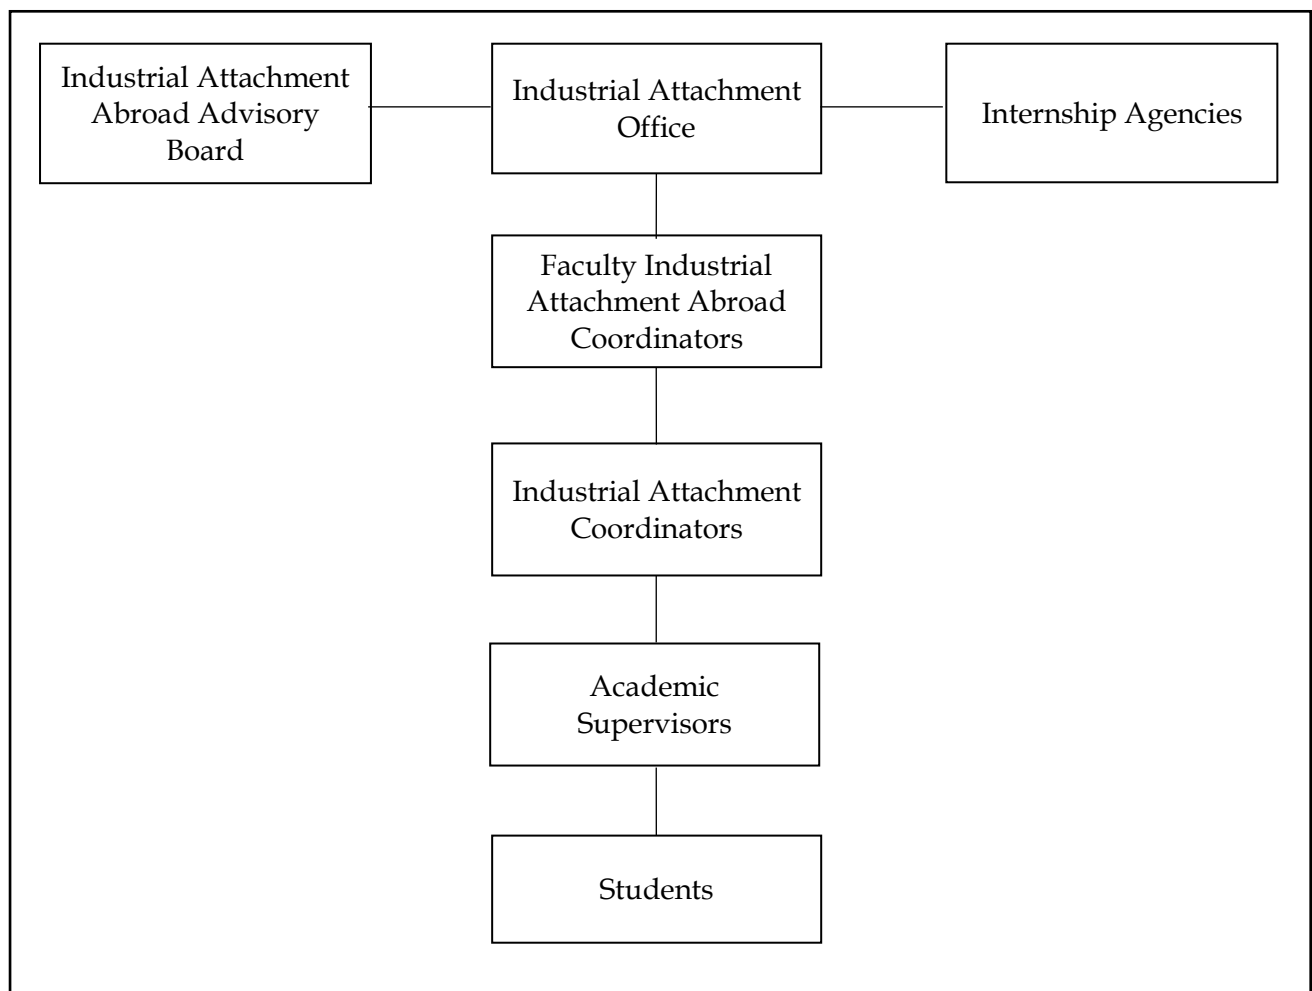 Industrial Attachment
Abroad Advisory
Board
Industrial Attachment
Office
Internship Agencies
Faculty Industrial
Attachment Abroad
Coordinators
Industrial Attachment
Coordinators
Academic
Supervisors
Students